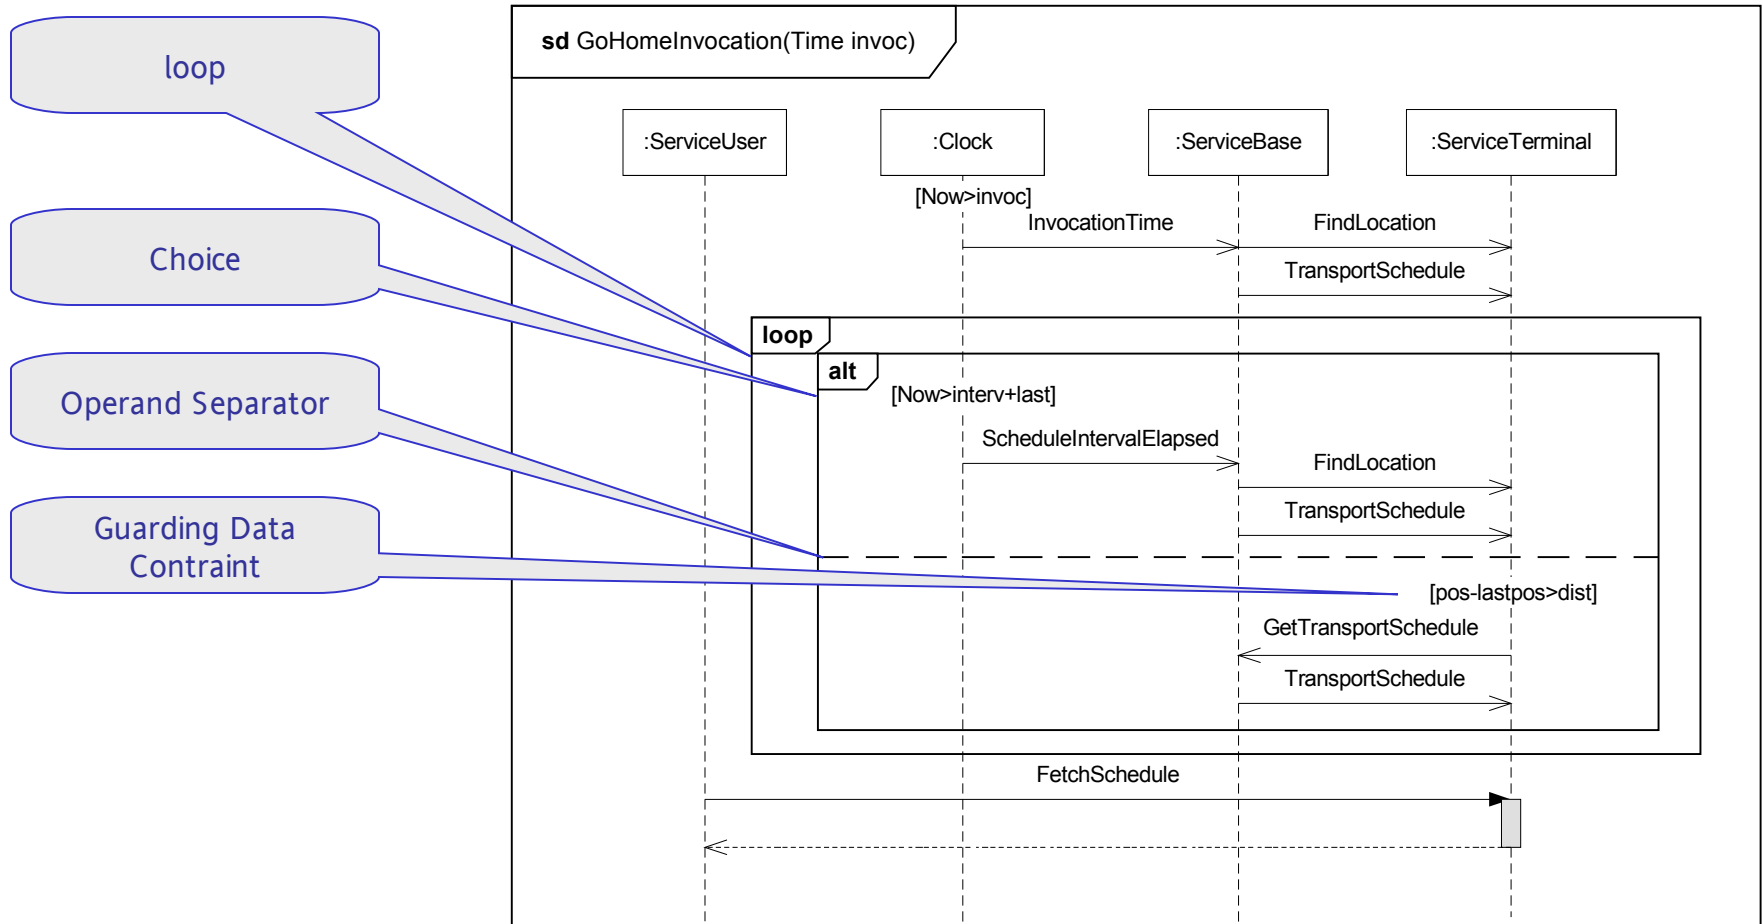 loop
Choice
Operand Separator
Guarding Data
Contraint
sd GoHomeInvocation(Time invoc)
:ServiceUser
:Clock
:ServiceBase
:ServiceTerminal
[Now>invoc]
InvocationTime
FindLocation
TransportSchedule
loop
alt
[Now>interv+last]
ScheduleIntervalElapsed
FindLocation
TransportSchedule
[pos-lastpos>dist]
GetTransportSchedule
TransportSchedule
FetchSchedule